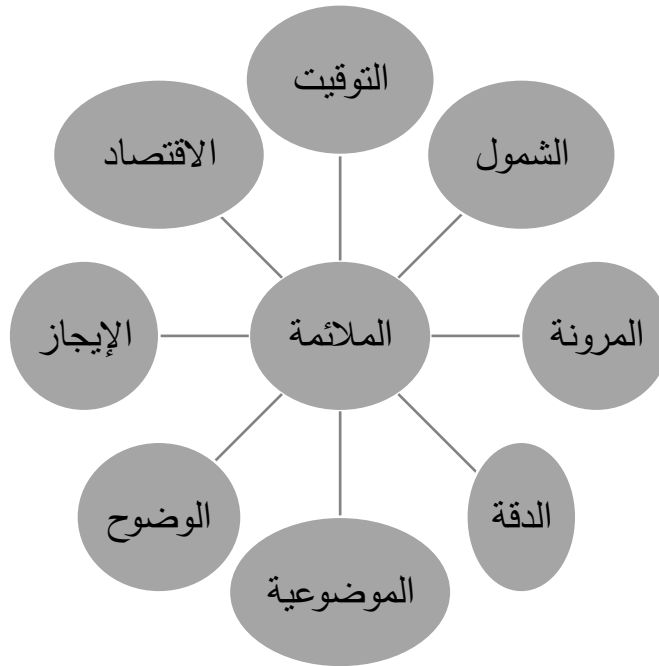 التوقيت
الشمول
الاقتصاد
المرونة
الملائمة
الإيجاز
الدقة
الوضوح
الموضوعية